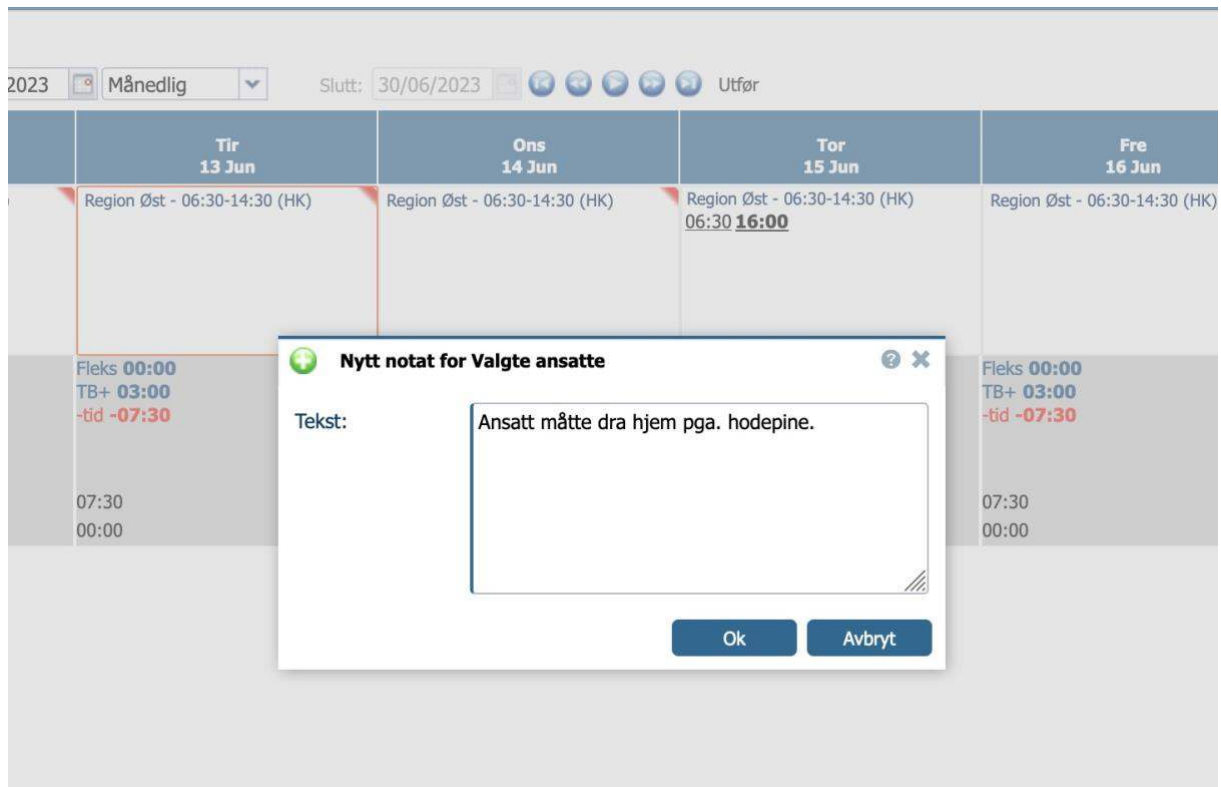 2023 Månedlig Slutt: 30/06/2023 Utfør
Tir Ons Tor Fre
13 Jun 14 Jun 15 Jun 16 Jun
Region Øst - 06:30-14:30 (HK) Region Øst - 06:30-14:30 (HK) Region Øst - 06:30-14:30 (HK) Region Øst - 06:30-14:30 (HK)
06:30 16:00
Nytt notat for Valgte ansatte
Fleks 00:00 Fleks 00:00
TB+ 03:00 TB+ 03:00
-tid -07:30 -tid -07:30
Tekst: Ansatt måtte dra hjem pga. hodepine.
07:30 07:30
00:00 00:00
Ok Avbryt